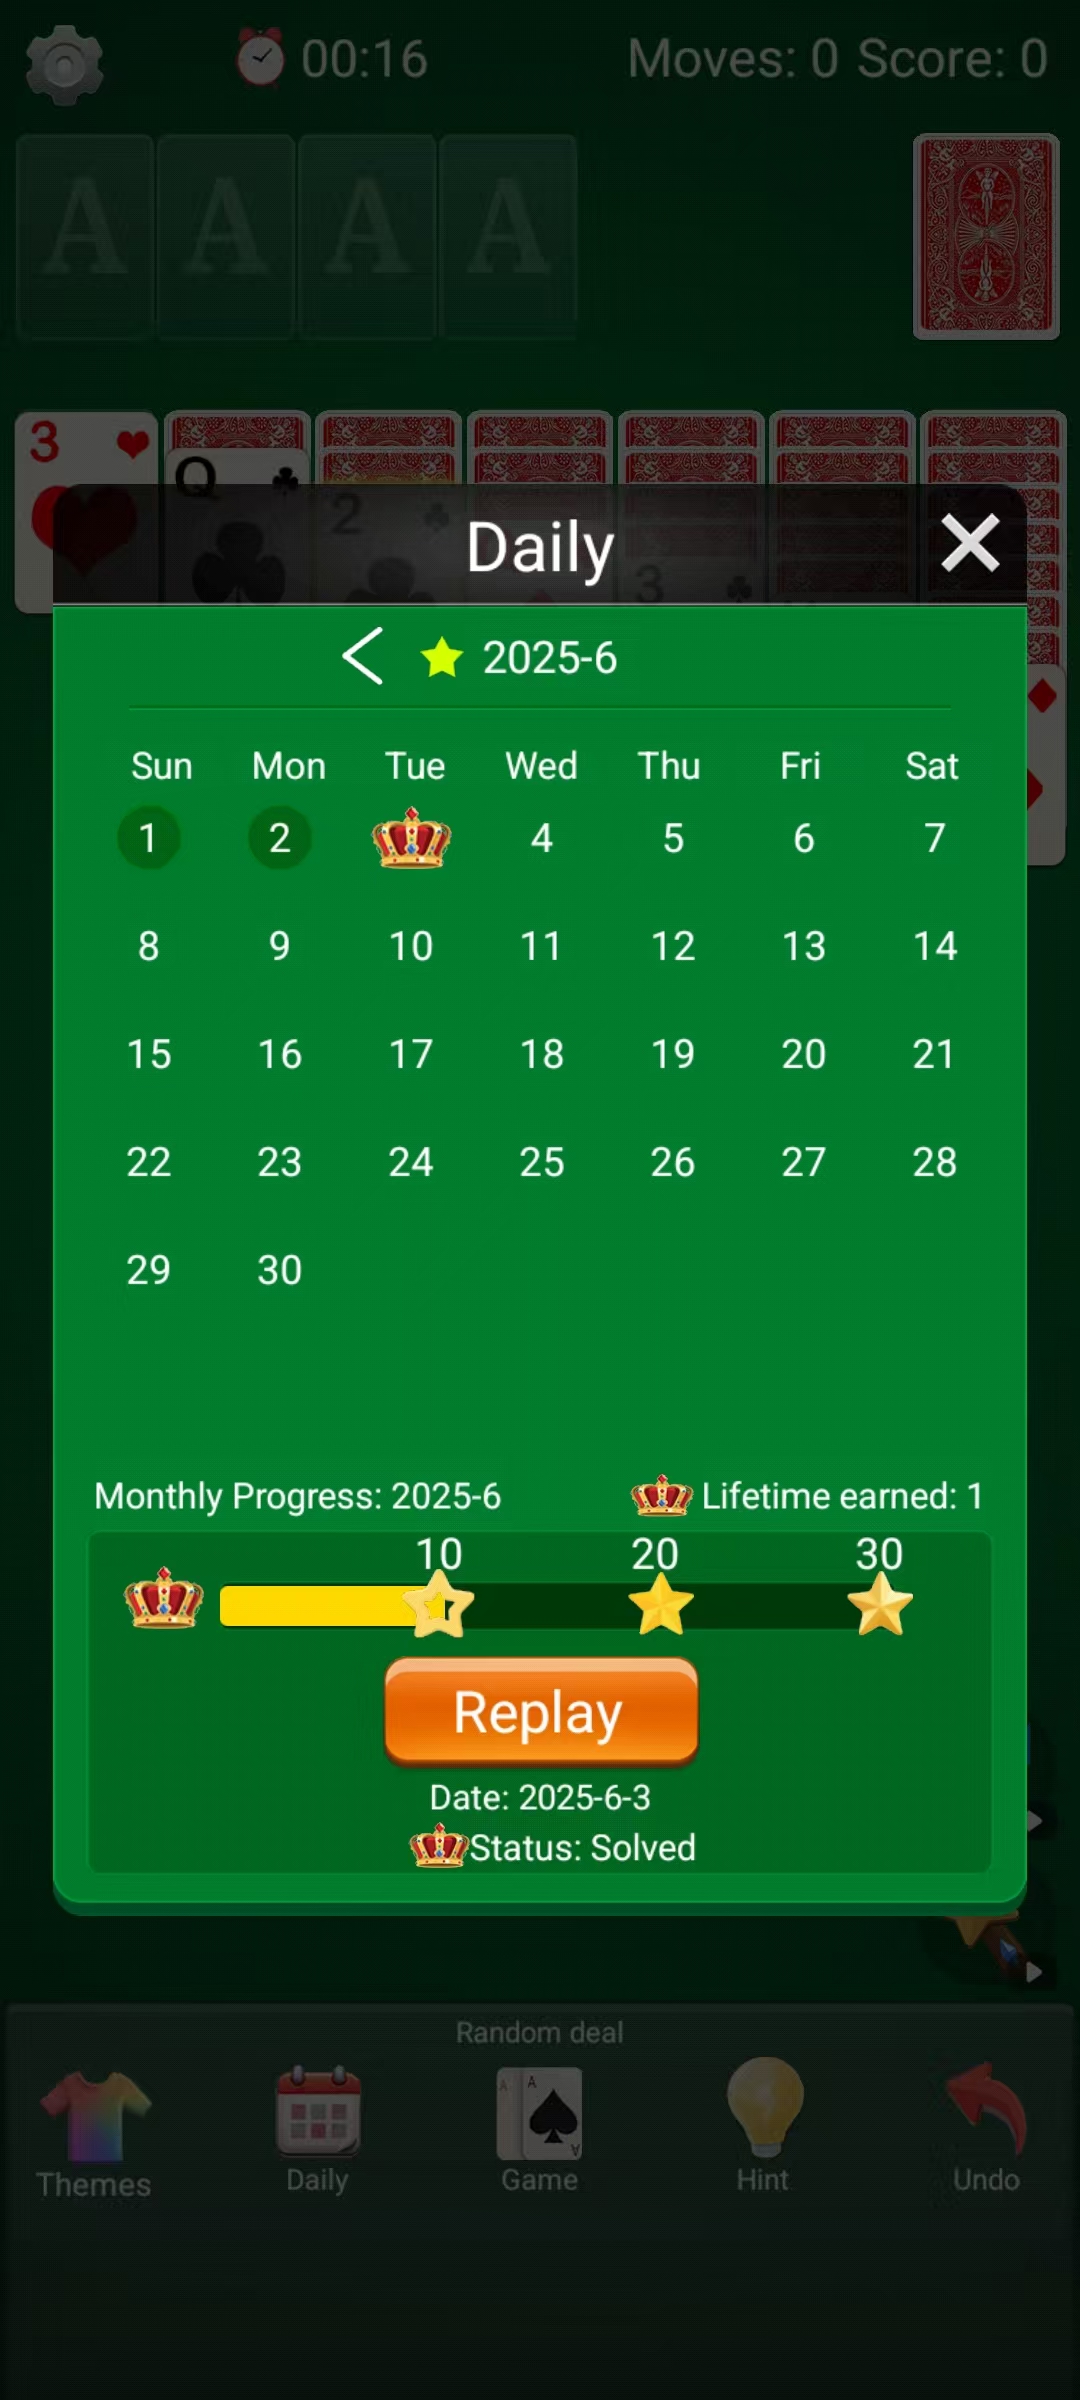 00:16 Moves: 0 Score: 0
A A A A
3
Q
2
3
Daily
2025-6
Sun Mon Tue Wed Thu Fri Sat
1 2 4 5 6 7
8 9 10 11 12 13 14
15 16 17 18 19 20 21
22 23 24 25 26 27 28
29 30
Monthly Progress: 2025-6 Lifetime earned: 1
10 20 30
Replay
Date: 2025-6-3
Status: Solved
Random deal
A A A
Themes Daily Game Hint Undo